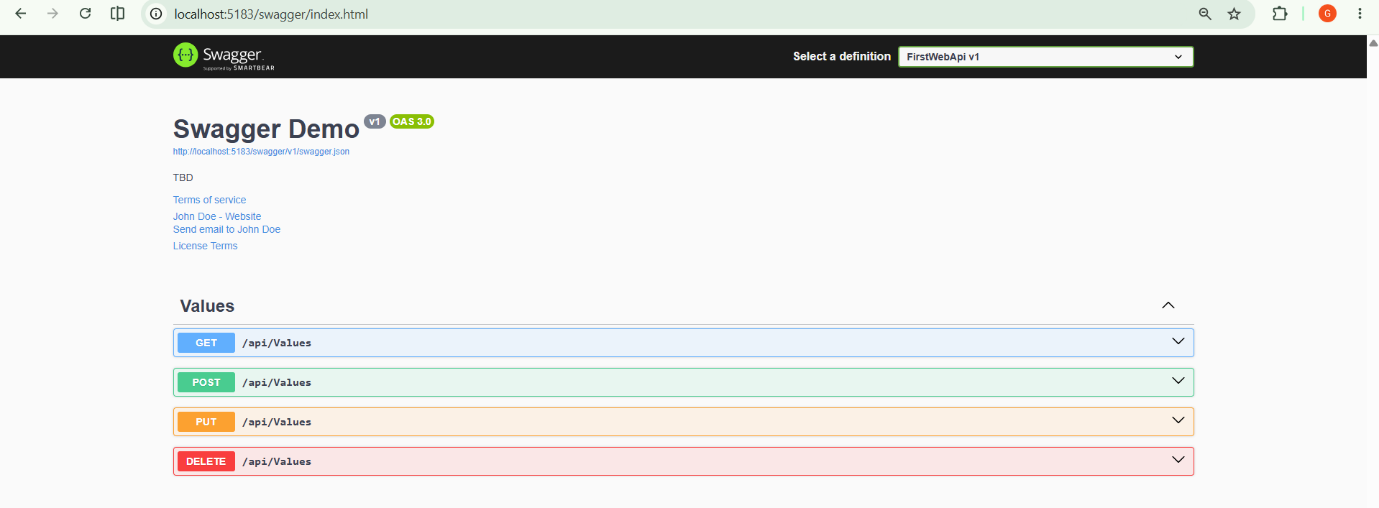 localhost:5183/swagger/index.html
G
{··} Swagger
Supported by SMARTBEAR
Select a definition FirstWebApi v1
Swagger Demo v1 OAS 3.0
http://localhost:5183/swagger/v1/swagger.json
TBD
Terms of service
John Doe - Website
Send email to John Doe
License Terms
Values
GET /api/Values
POST /api/Values
PUT /api/Values
DELETE /api/Values